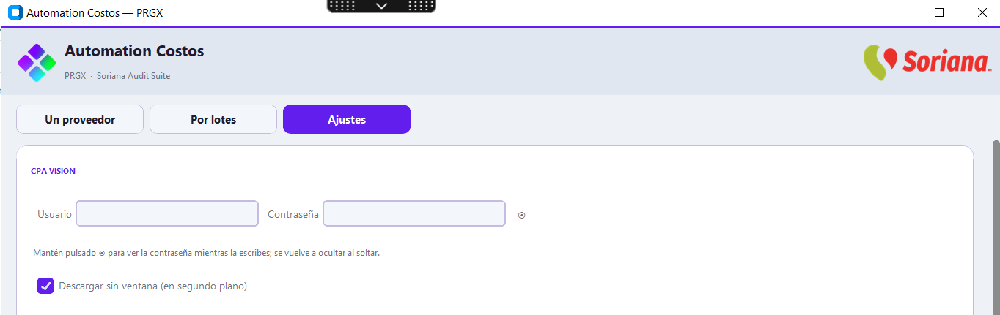 Automation Costos — PRGX
Automation Costos
PRGX · Soriana Audit Suite
Soriana
Un proveedor Por lotes Ajustes
CPA VISION
Usuario Contraseña
Mantén pulsado ◉ para ver la contraseña mientras la escribes; se vuelve a ocultar al soltar.
Descargar sin ventana (en segundo plano)